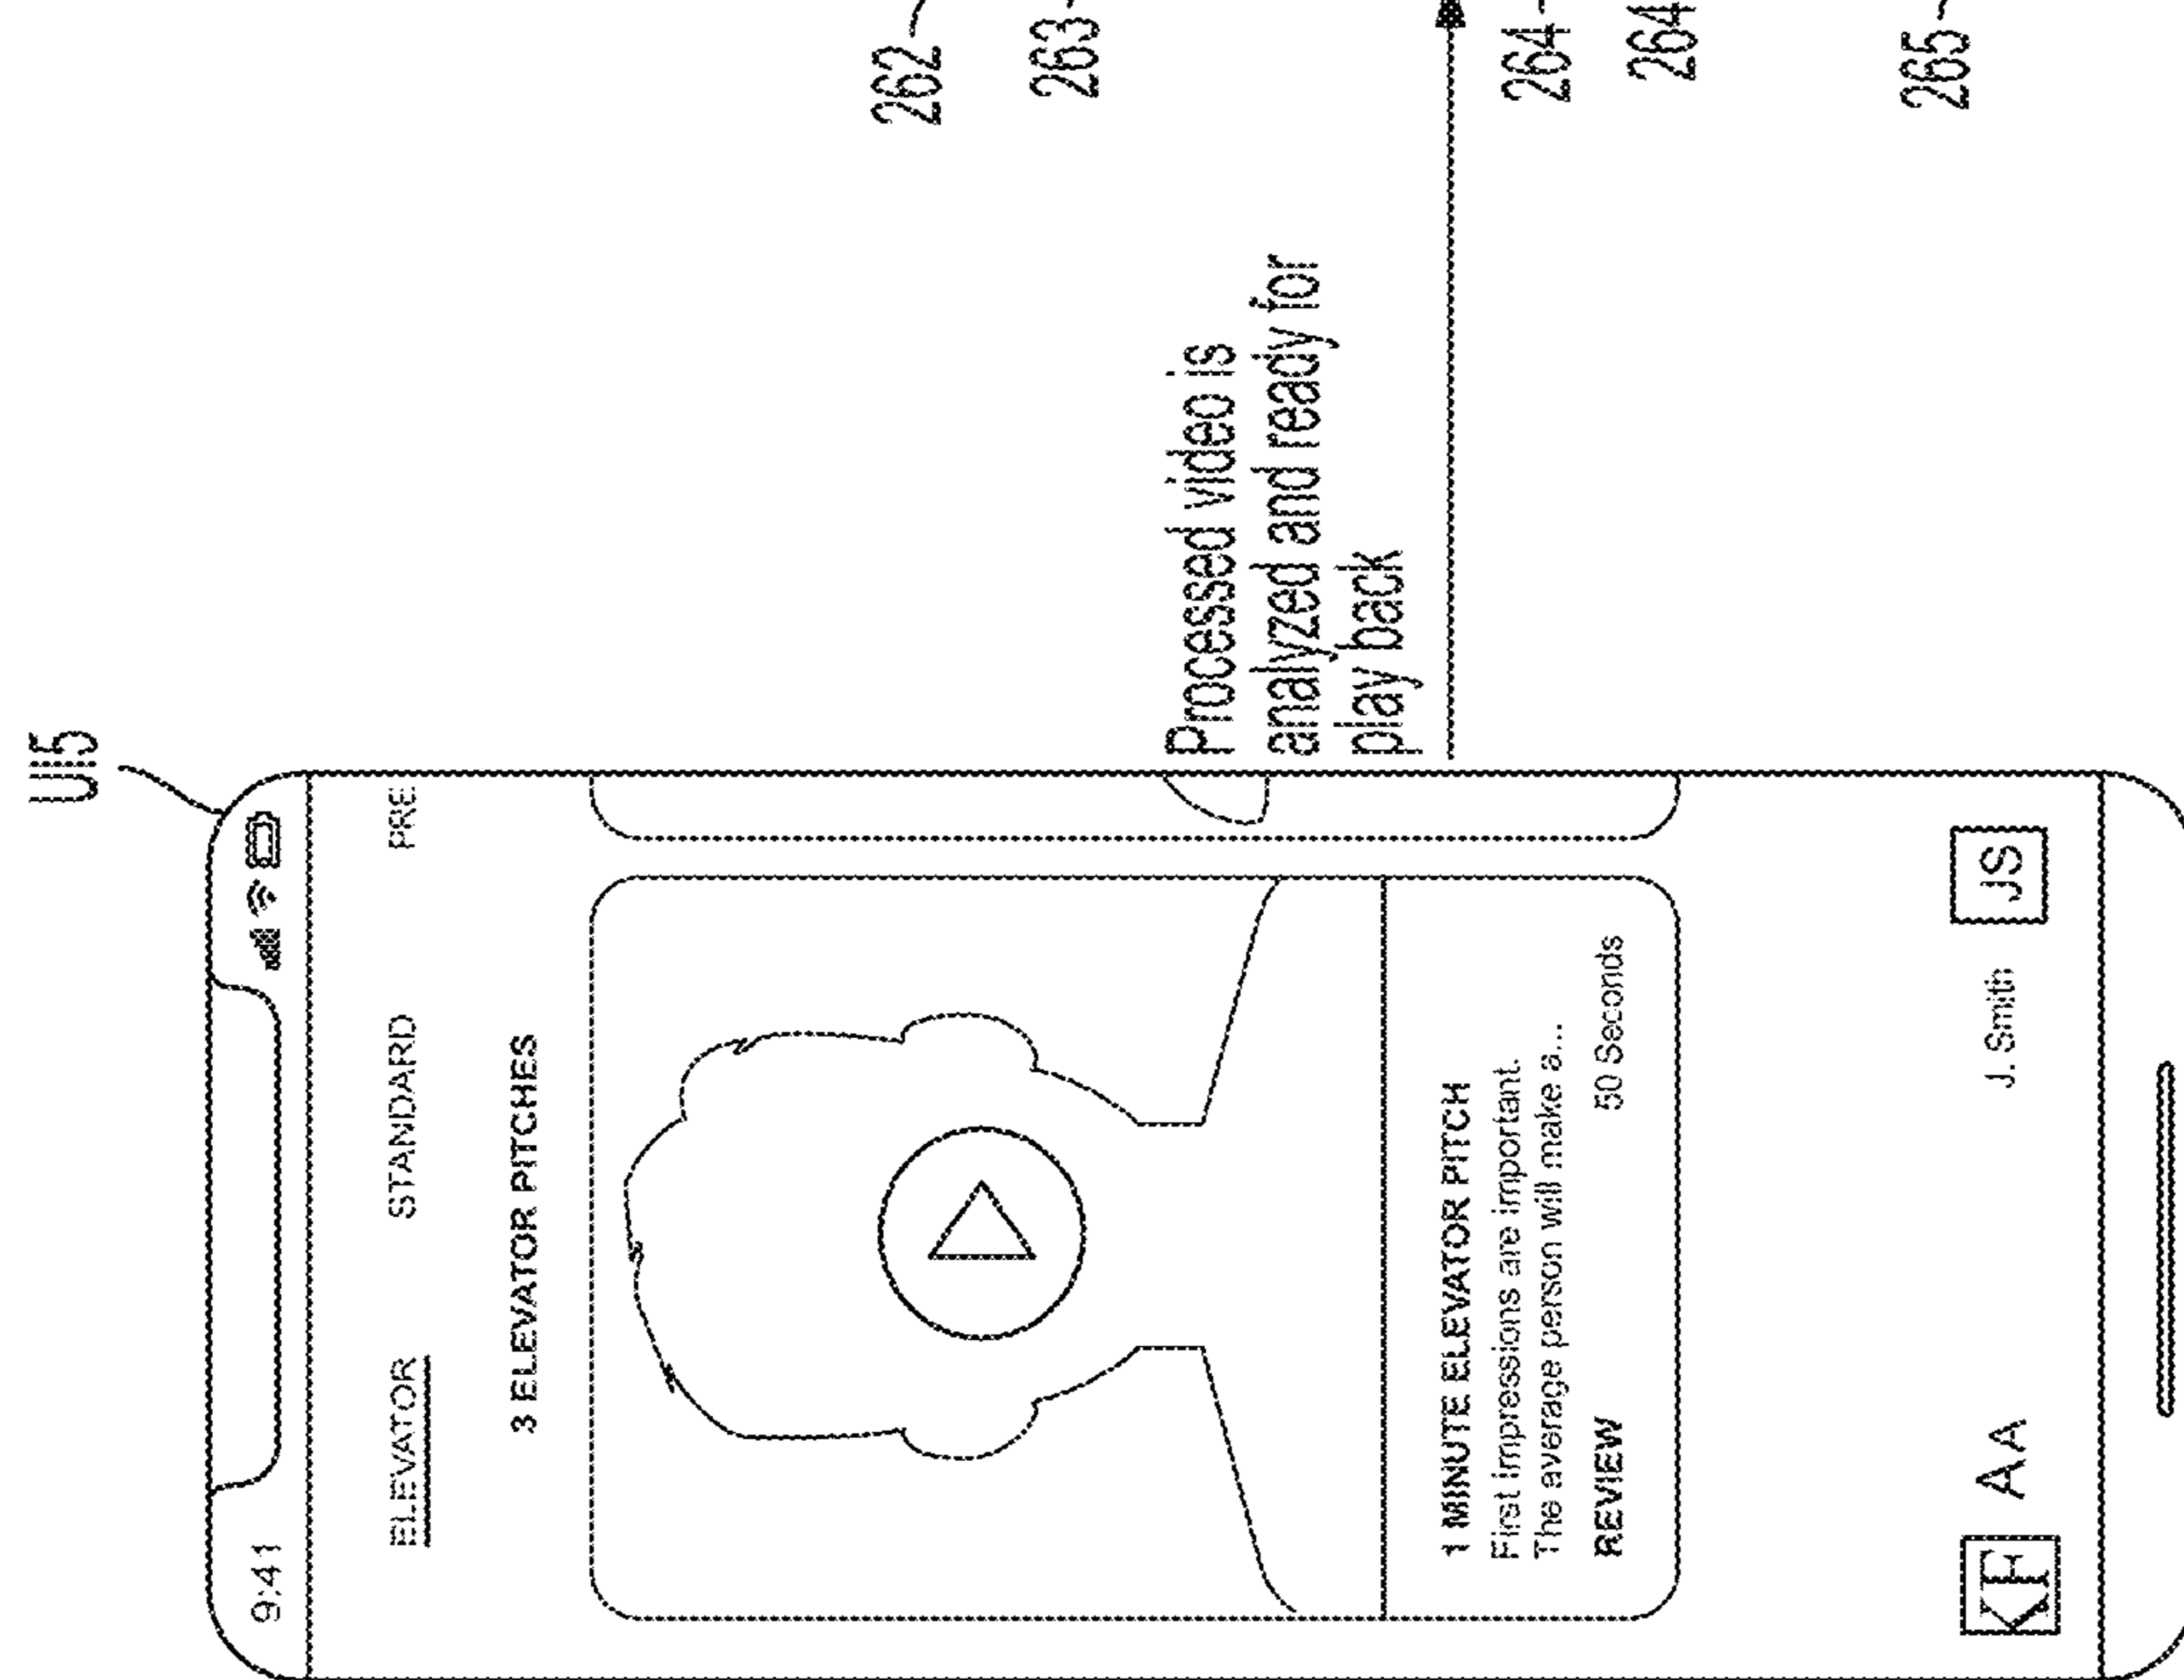 UI5
9:41
ELEVATOR STANDARD PRE
3 ELEVATOR PITCHES
1 MINUTE ELEVATOR PITCH
First impressions are important.
The average person will make a...
REVIEW 50 Seconds
KF AA J. Smith JS
Processed video is
analyzed and ready for
play back
262
263
264
264
265